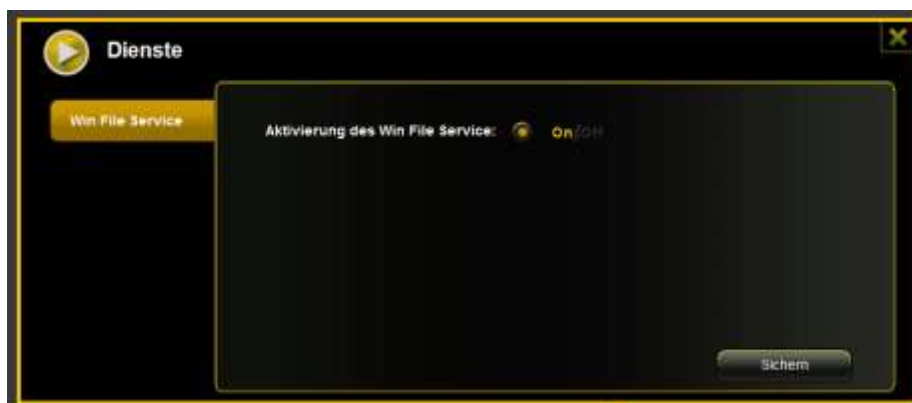 Dienste
Win File Service
Aktivierung des Win File Service: On/Off
Sichern